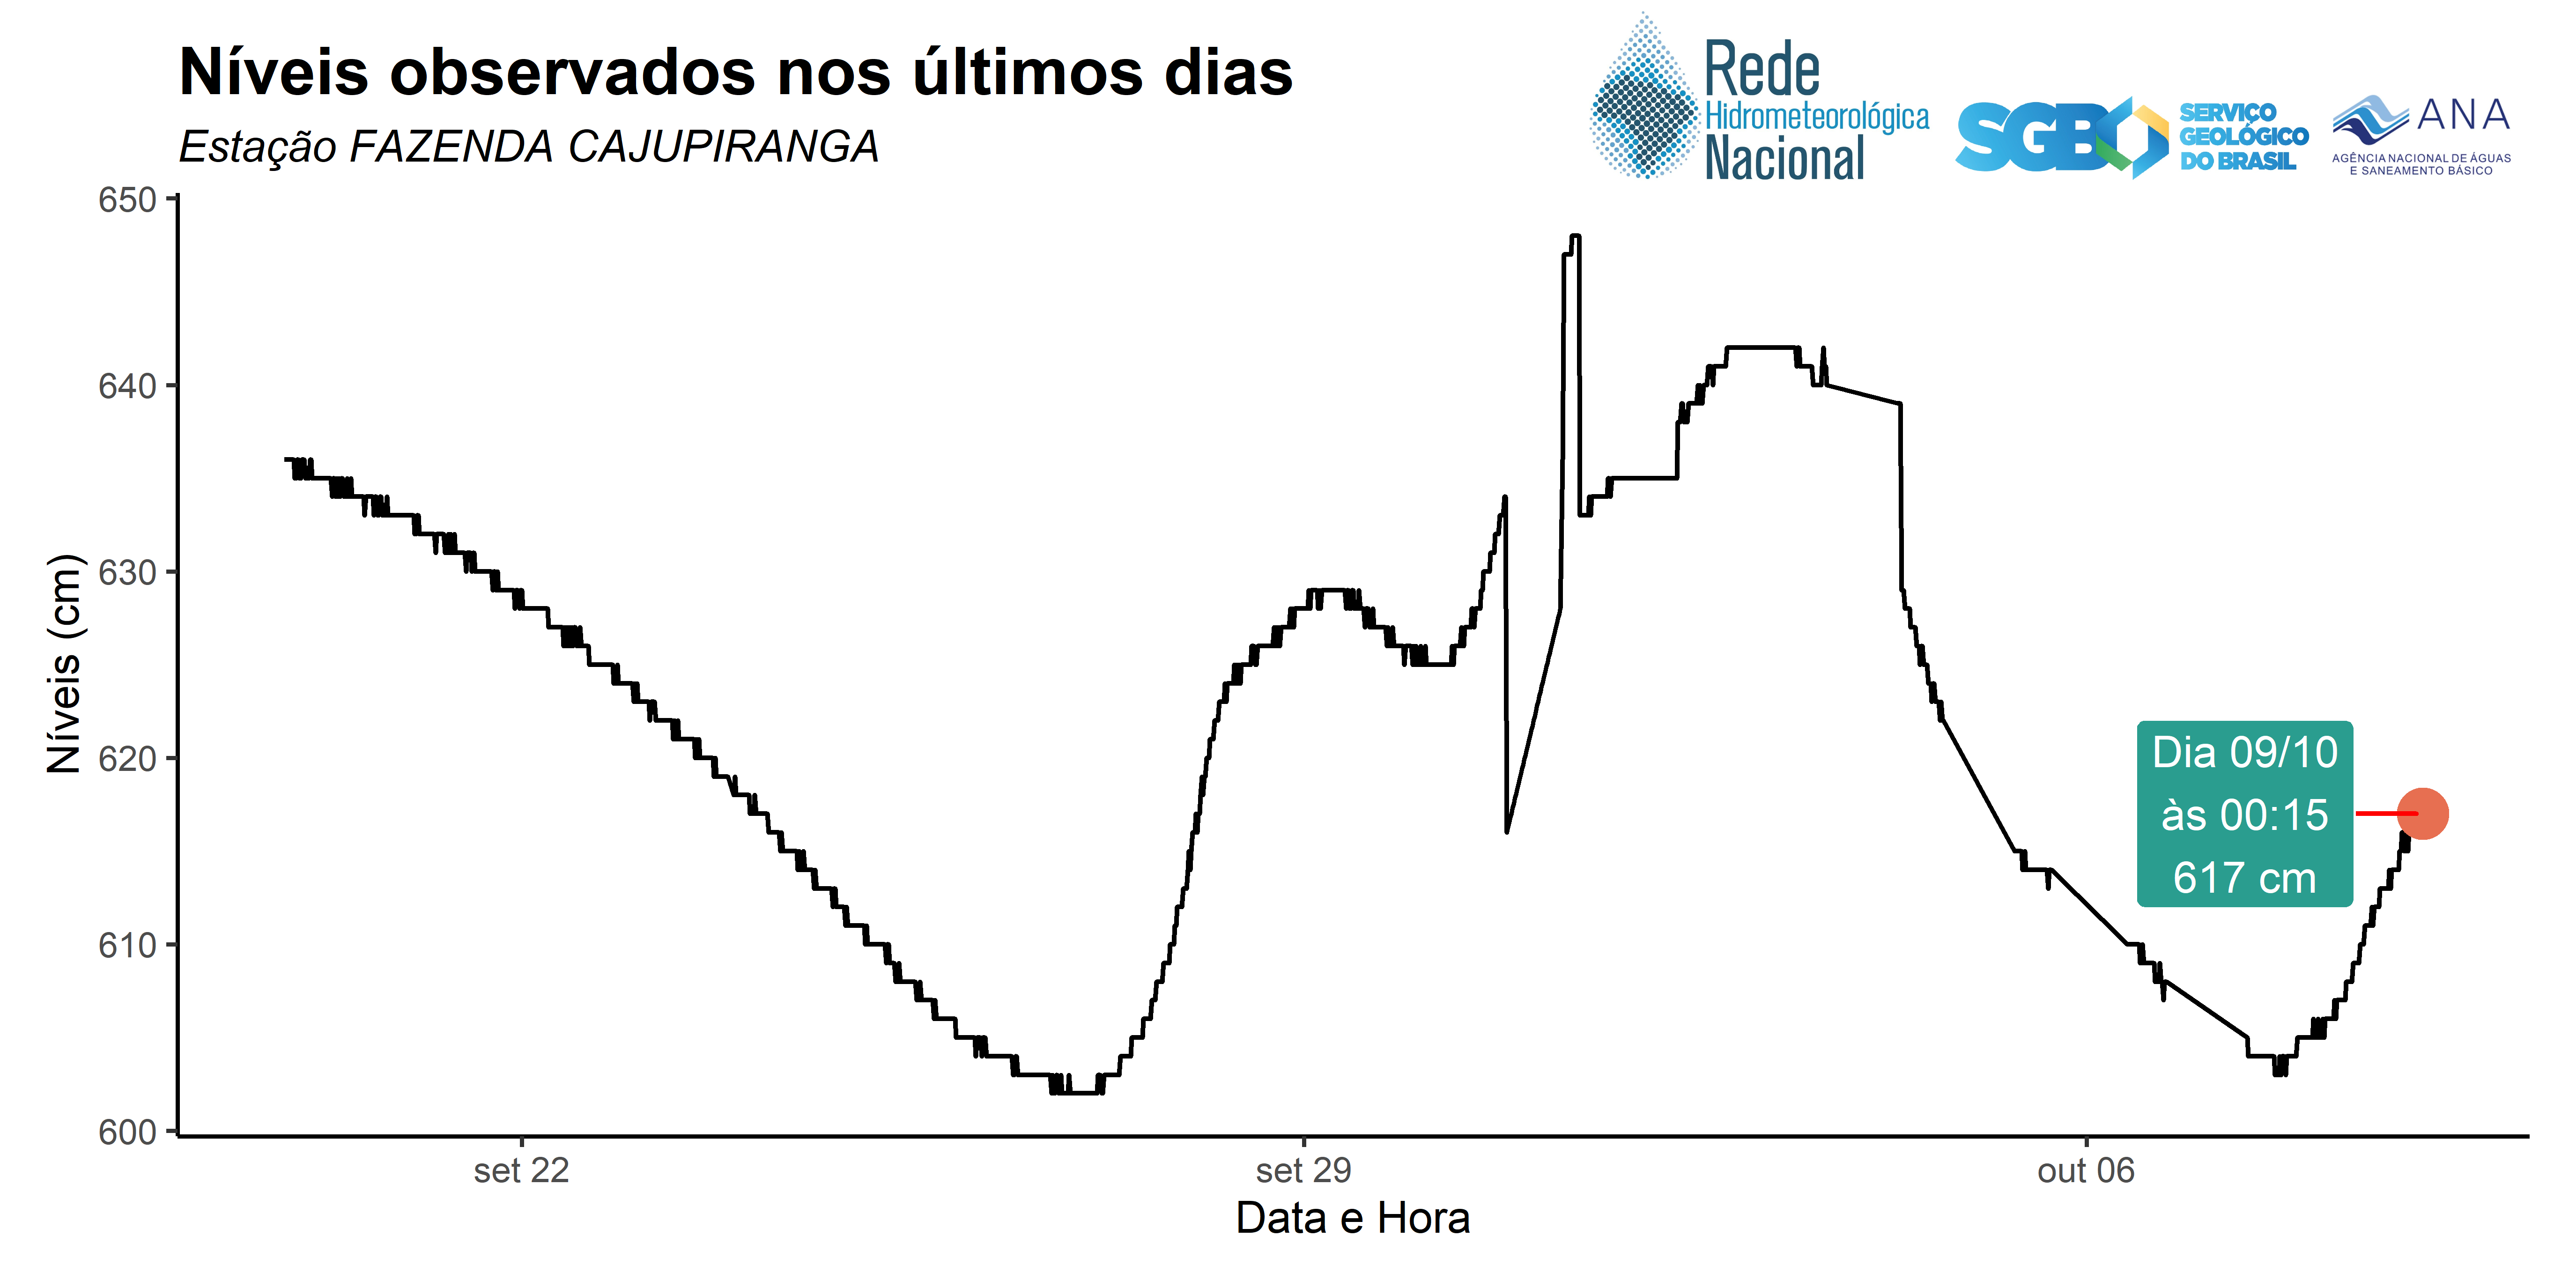 Níveis observados nos últimos dias
Estação FAZENDA CAJUPIRANGA
Rede
Hidrometeorológica
Nacional
SGB
SERVIÇO
GEOLÓGICO
DO BRASIL
ANA
AGÊNCIA NACIONAL DE ÁGUAS
E SANEAMENTO BÁSICO
Níveis (cm)
650
640
630
620
610
600
Dia 09/10
às 00:15
617 cm
set 22
set 29
out 06
Data e Hora